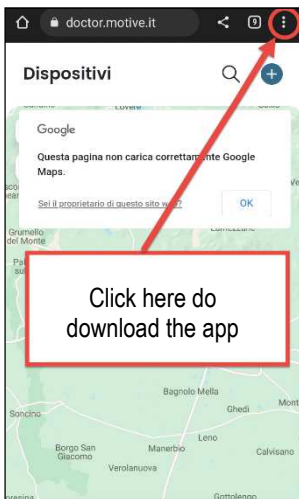 doctor.motive.it
9
Dispositivi
Lovere
Google
Questa pagina non carica correttamente Google
Maps.
Sei il proprietario di questo sito web?
OK
Grumello
del Monte
Click here do
download the app
Bagnolo Mella
Ghedi
Mont
Soncino
Leno
Borgo San
Giacomo
Manerbio
Calvisano
Verolanuova
Gottolengo